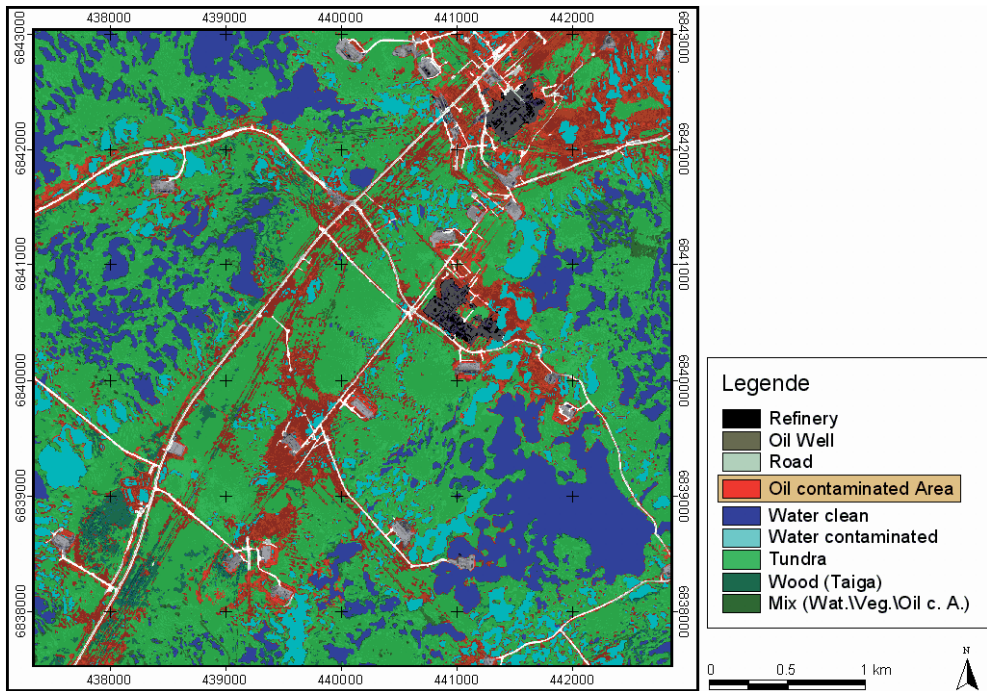 438000 439000 440000 441000 442000
6843000 6843000
6842000 6842000
6841000 6841000
6840000 6840000
6839000 6839000
6838000 6838000
438000 439000 440000 441000 442000
Legende
Refinery
Oil Well
Road
Oil contaminated Area
Water clean
Water contaminated
Tundra
Wood (Taiga)
Mix (Wat.\Veg.\Oil c. A.)
0 0.5 1 km
N